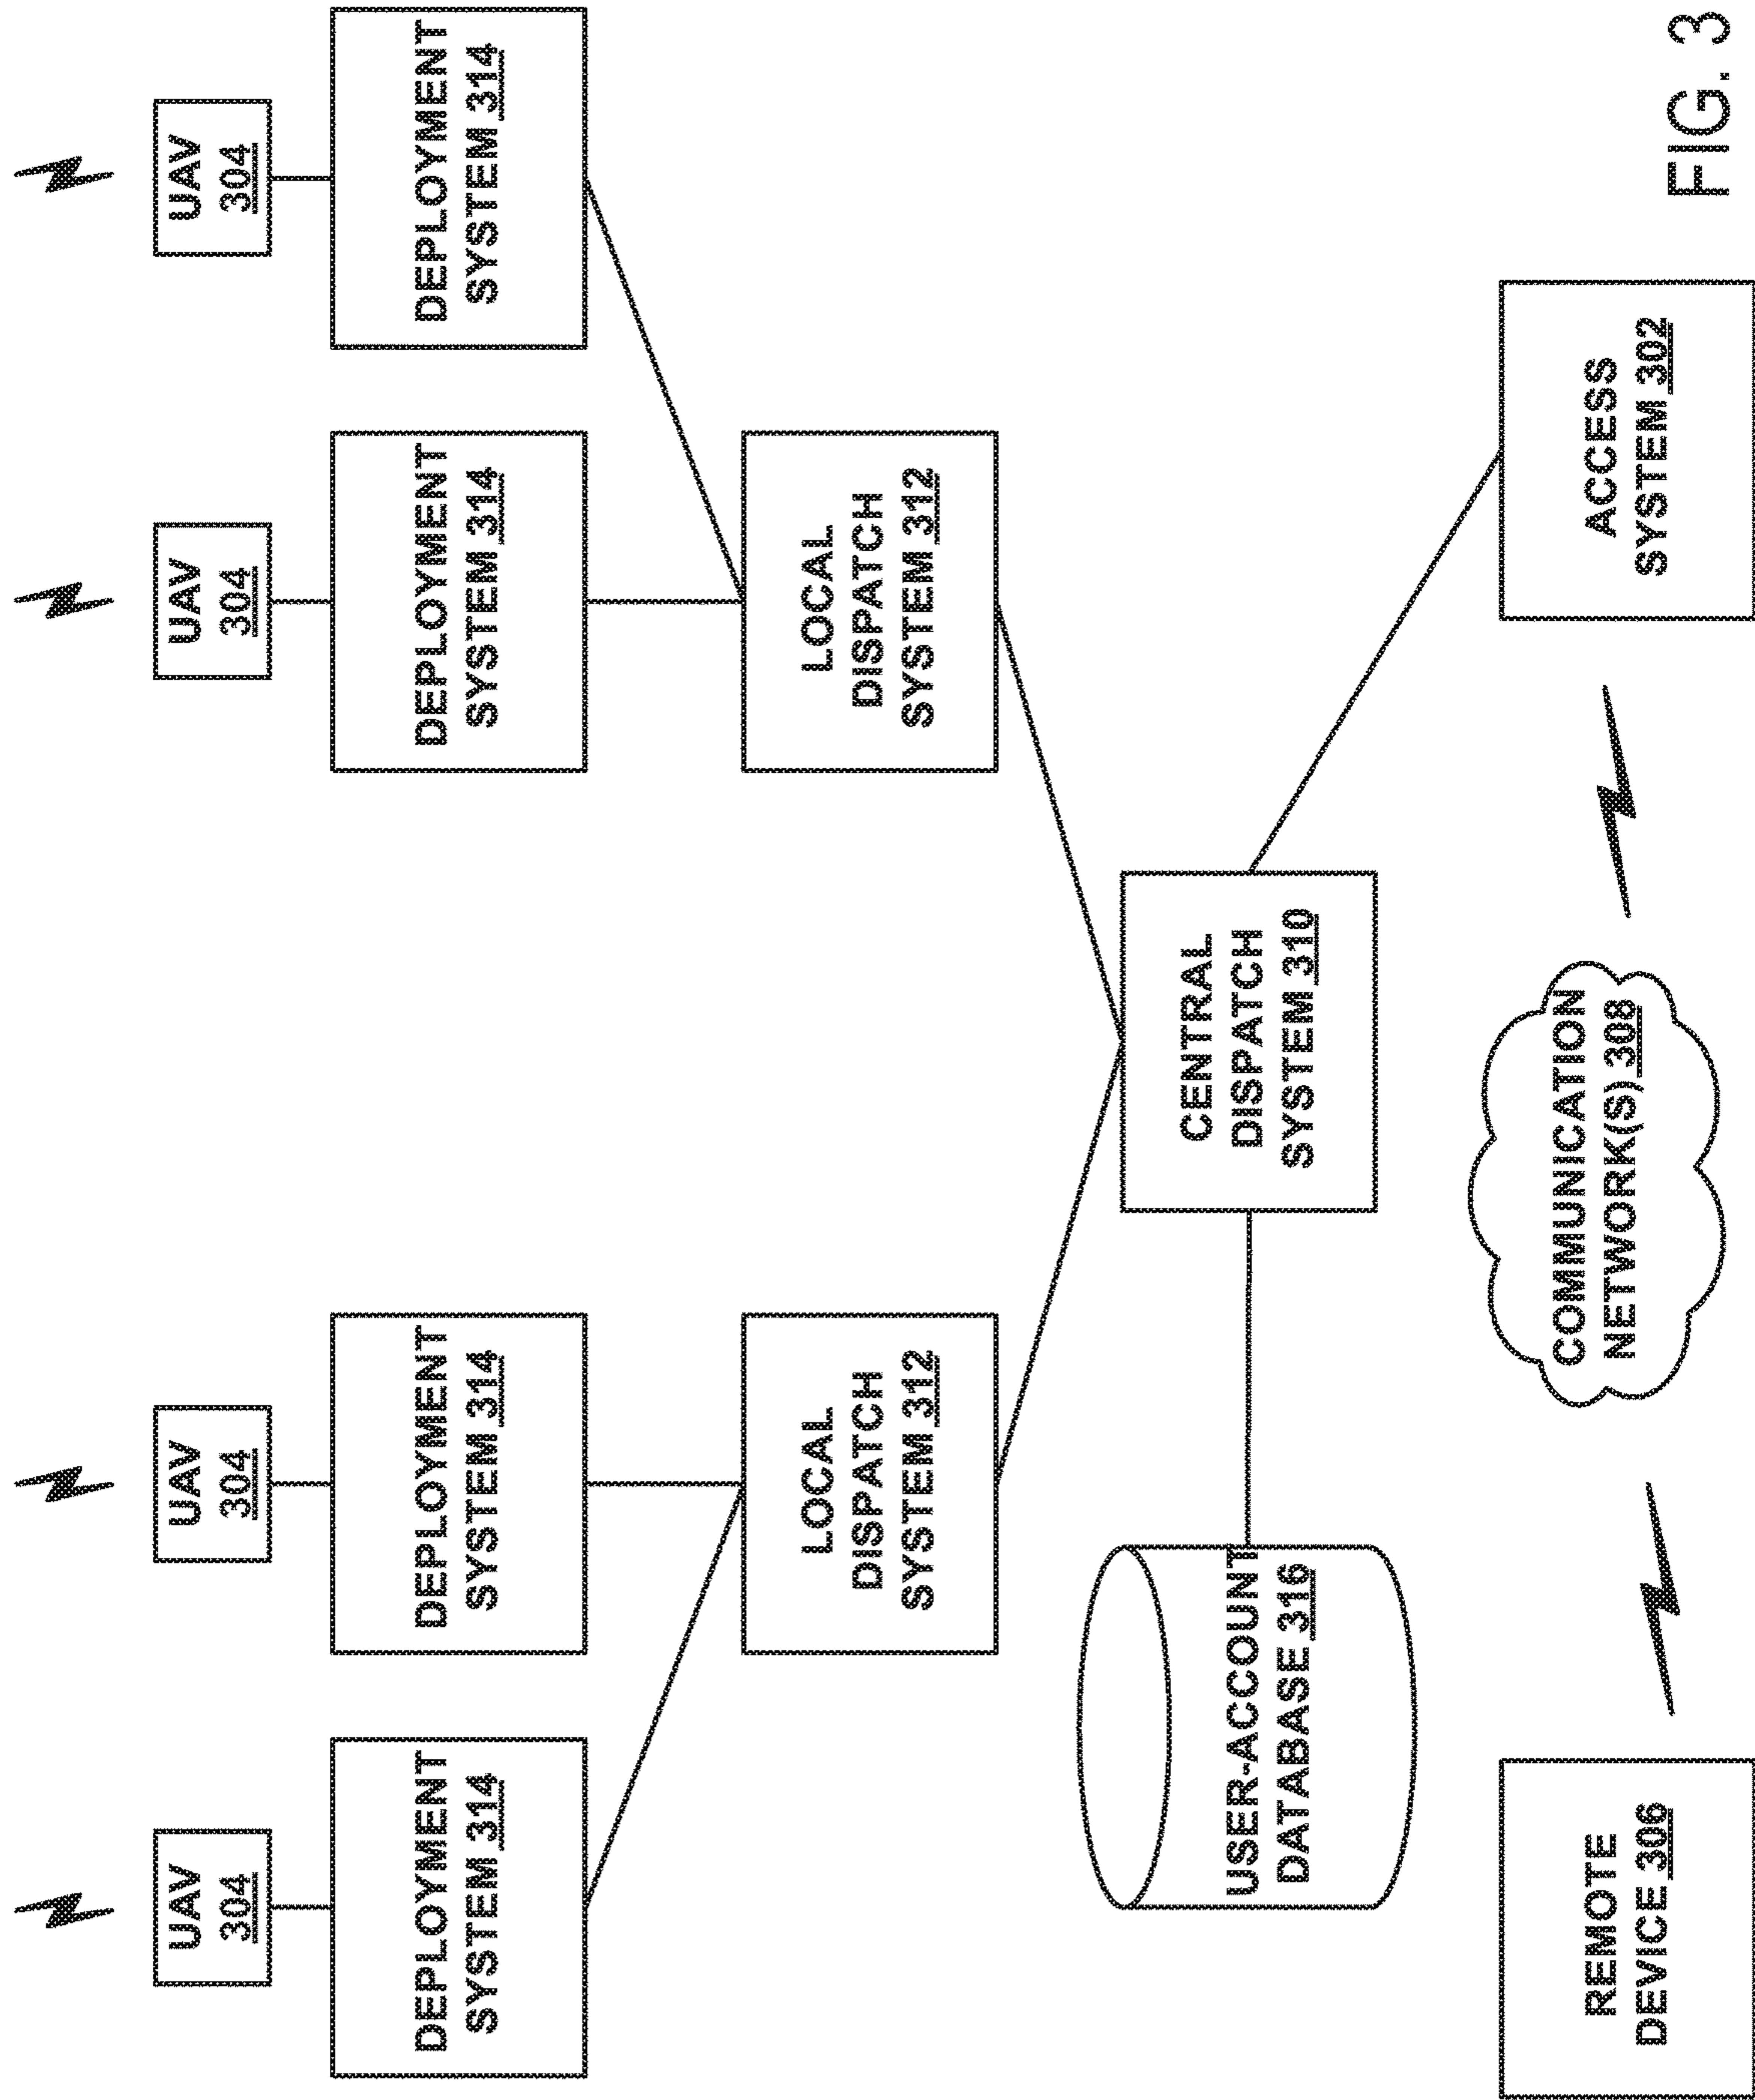 UAV
304
UAV
304
UAV
304
UAV
304
DEPLOYMENT
SYSTEM 314
DEPLOYMENT
SYSTEM 314
DEPLOYMENT
SYSTEM 314
DEPLOYMENT
SYSTEM 314
LOCAL
DISPATCH
SYSTEM 312
LOCAL
DISPATCH
SYSTEM 312
USER-ACCOUNT
DATABASE 316
CENTRAL
DISPATCH
SYSTEM 310
REMOTE
DEVICE 306
COMMUNICATION
NETWORK(S) 308
ACCESS
SYSTEM 302
FIG. 3